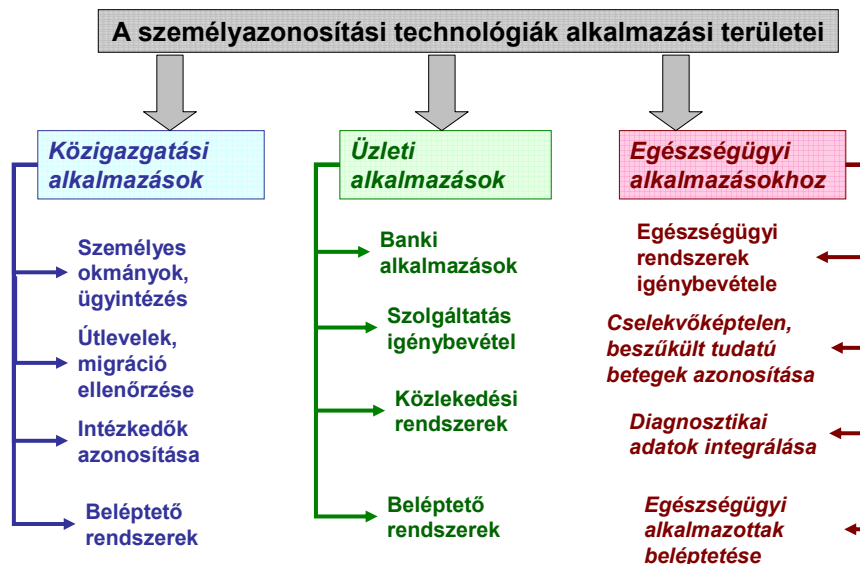 A személyazonosítási technológiák alkalmazási területei
Közigazgatási
alkalmazások
Személyes
okmányok,
ügyintézés
Útlevelek,
migráció
ellenőrzése
Intézkedők
azonosítása
Beléptető
rendszerek
Üzleti
alkalmazások
Banki
alkalmazások
Szolgáltatás
igénybevétel
Közlekedési
rendszerek
Beléptető
rendszerek
Egészségügyi
alkalmazásokhoz
Egészségügyi
rendszerek
igénybevétele
Cselekvőképtelen,
beszűkült tudatú
betegek azonosítása
Diagnosztikai
adatok integrálása
Egészségügyi
alkalmazottak
beléptetése